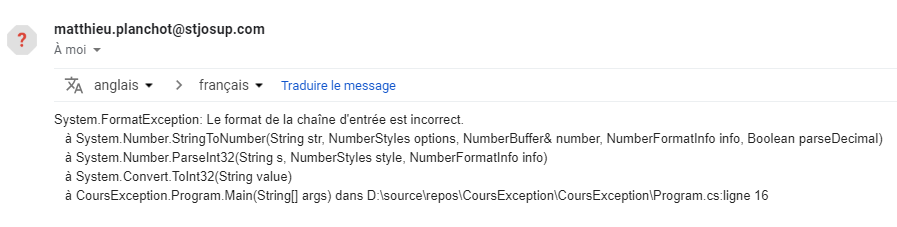 ?
matthieu.planchot@stjosup.com
À moi
anglais > français Traduire le message
System.FormatException: Le format de la chaîne d'entrée est incorrect.
à System.Number.StringToNumber(String str, NumberStyles options, NumberBuffer& number, NumberFormatInfo info, Boolean parseDecimal)
à System.Number.ParseInt32(String s, NumberStyles style, NumberFormatInfo info)
à System.Convert.ToInt32(String value)
à CoursException.Program.Main(String[] args) dans D:\source\repos\CoursException\CoursException\Program.cs:ligne 16